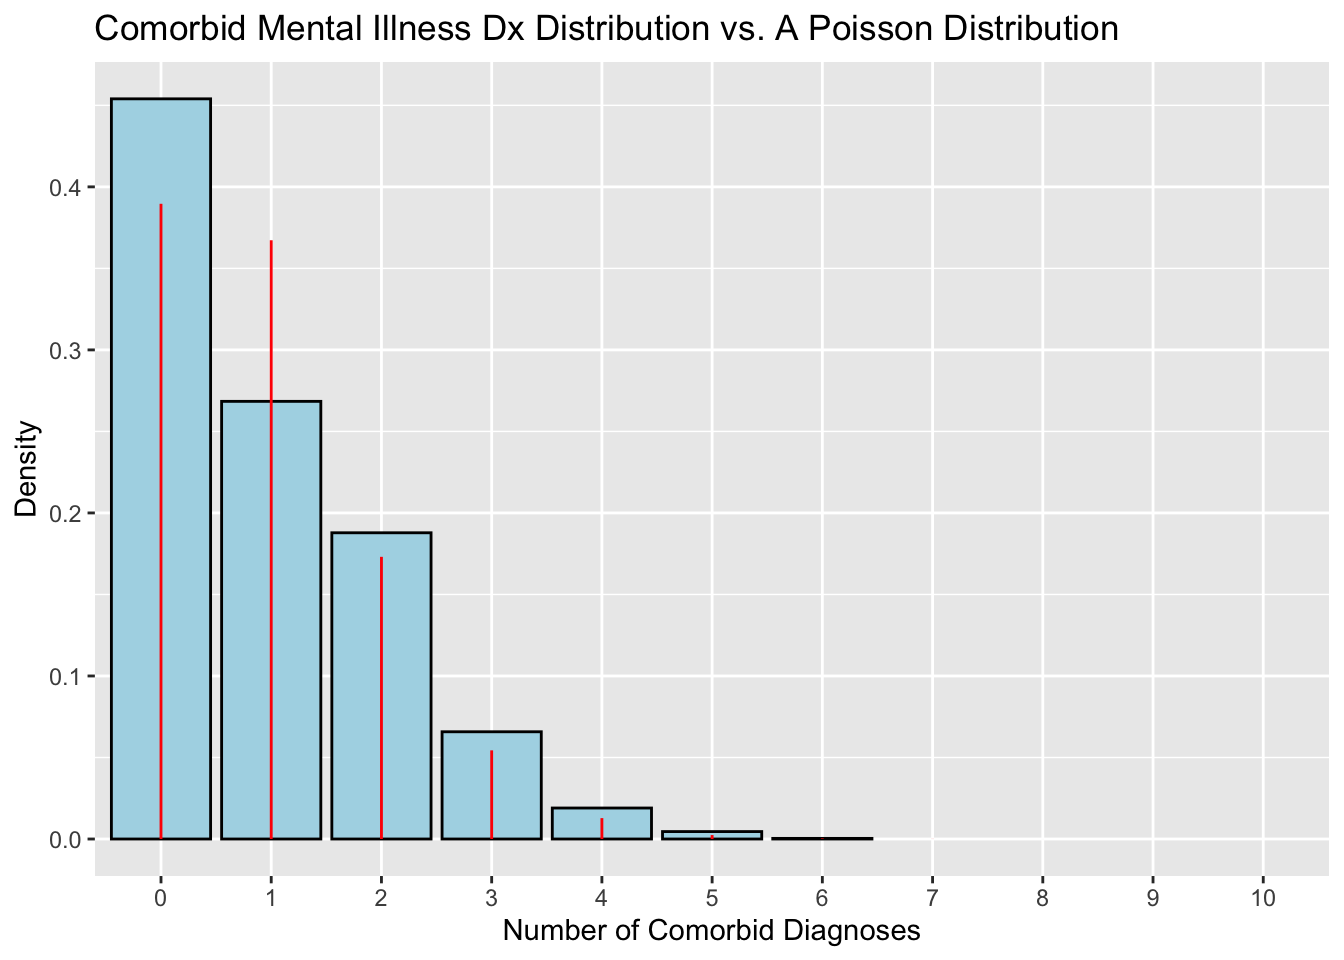 Comorbid Mental Illness Dx Distribution vs. A Poisson Distribution
Density
0.4
0.3
0.2
0.1
0.0
0 1 2 3 4 5 6 7 8 9 10
Number of Comorbid Diagnoses